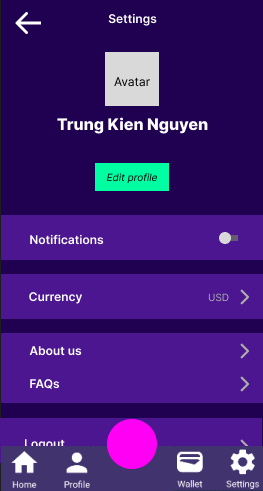 Settings
Avatar
Trung Kien Nguyen
Edit profile
Notifications
Currency USD
About us
FAQs
Logout
Home Profile Wallet Settings